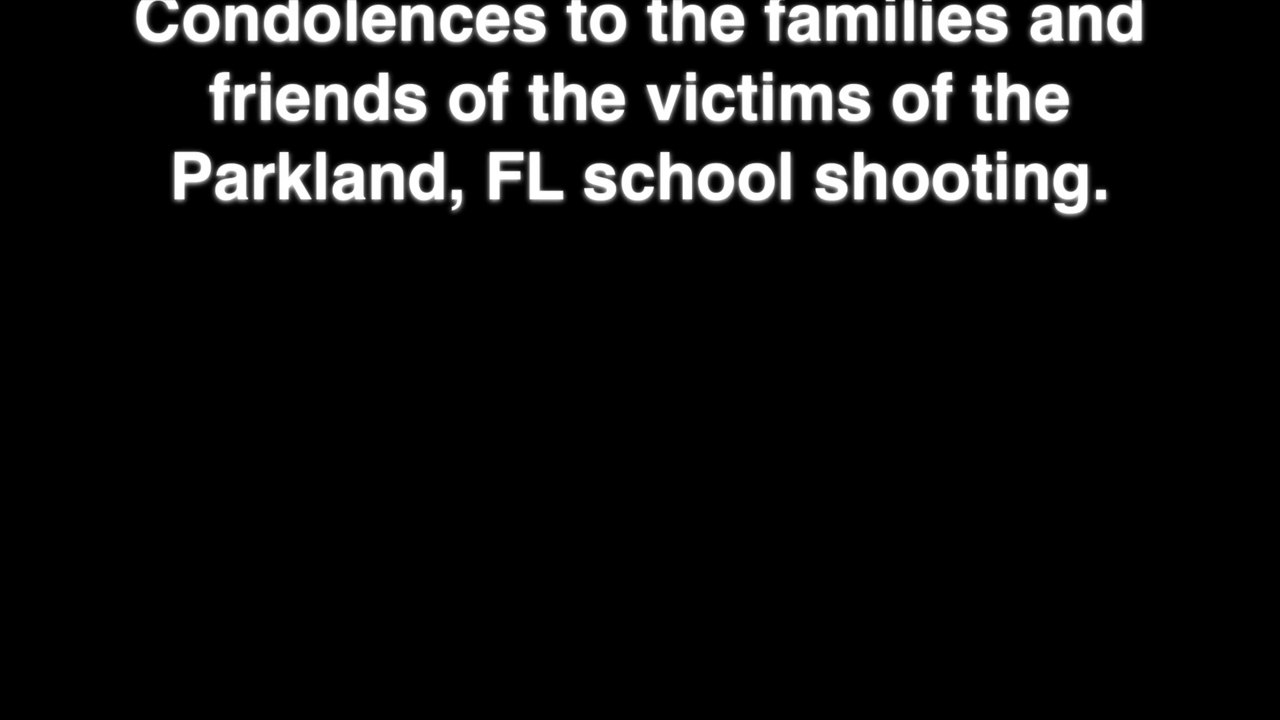 Condolences to the families and
friends of the victims of the
Parkland, FL school shooting.